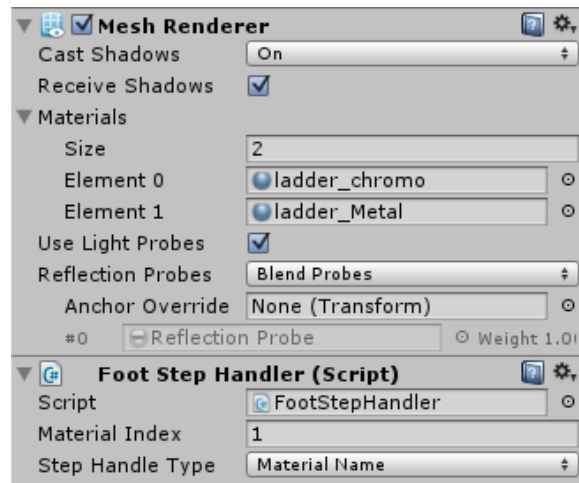 Mesh Renderer
Cast Shadows On
Receive Shadows
Materials
Size 2
Element 0 ladder_chromo
Element 1 ladder_Metal
Use Light Probes
Reflection Probes Blend Probes
Anchor Override None (Transform)
#0 Reflection Probe Weight 1.0
Foot Step Handler (Script)
Script FootStepHandler
Material Index 1
Step Handle Type Material Name